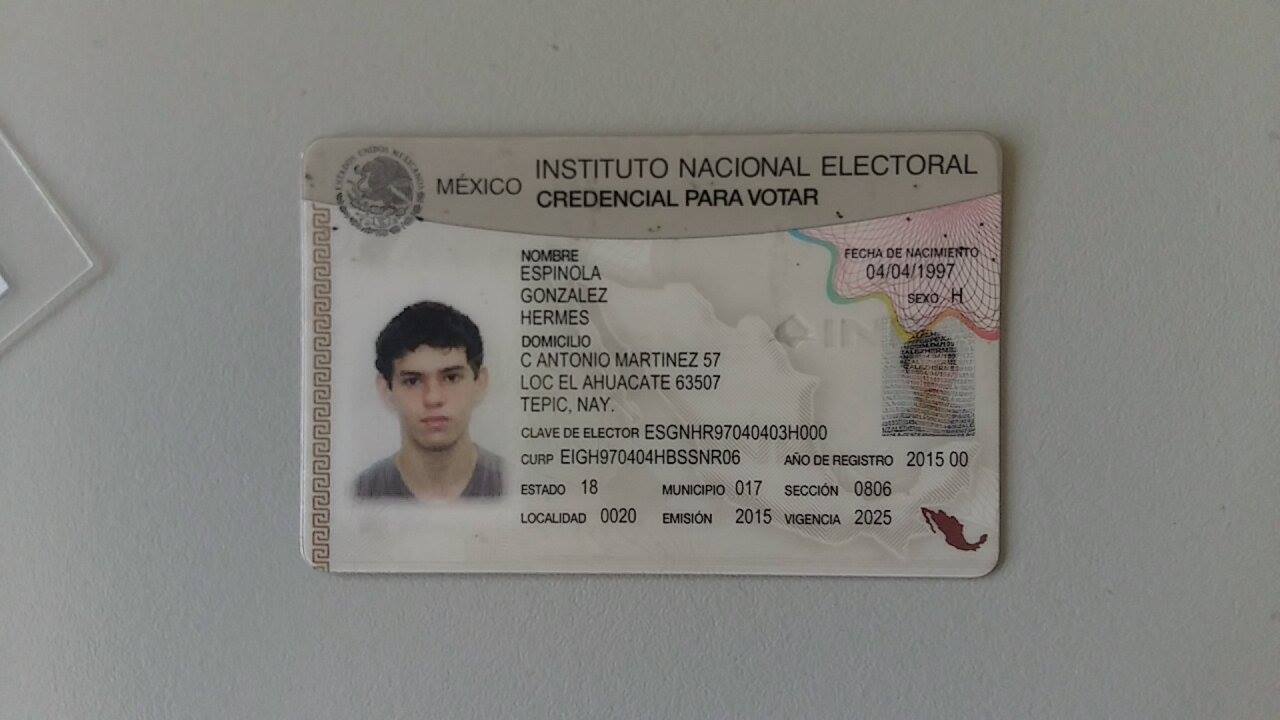 ESTADOS UNIDOS MEXICANOS
MÉXICO INSTITUTO NACIONAL ELECTORAL
CREDENCIAL PARA VOTAR
NOMBRE
ESPINOLA
GONZALEZ
HERMES
FECHA DE NACIMIENTO
04/04/1997
SEXO H
DOMICILIO
C ANTONIO MARTINEZ 57
LOC EL AHUACATE 63507
TEPIC, NAY.
INE
CLAVE DE ELECTOR ESGNHR97040403H000
CURP EIGH970404HBSSNR06 AÑO DE REGISTRO 2015 00
ESTADO 18 MUNICIPIO 017 SECCIÓN 0806
LOCALIDAD 0020 EMISIÓN 2015 VIGENCIA 2025